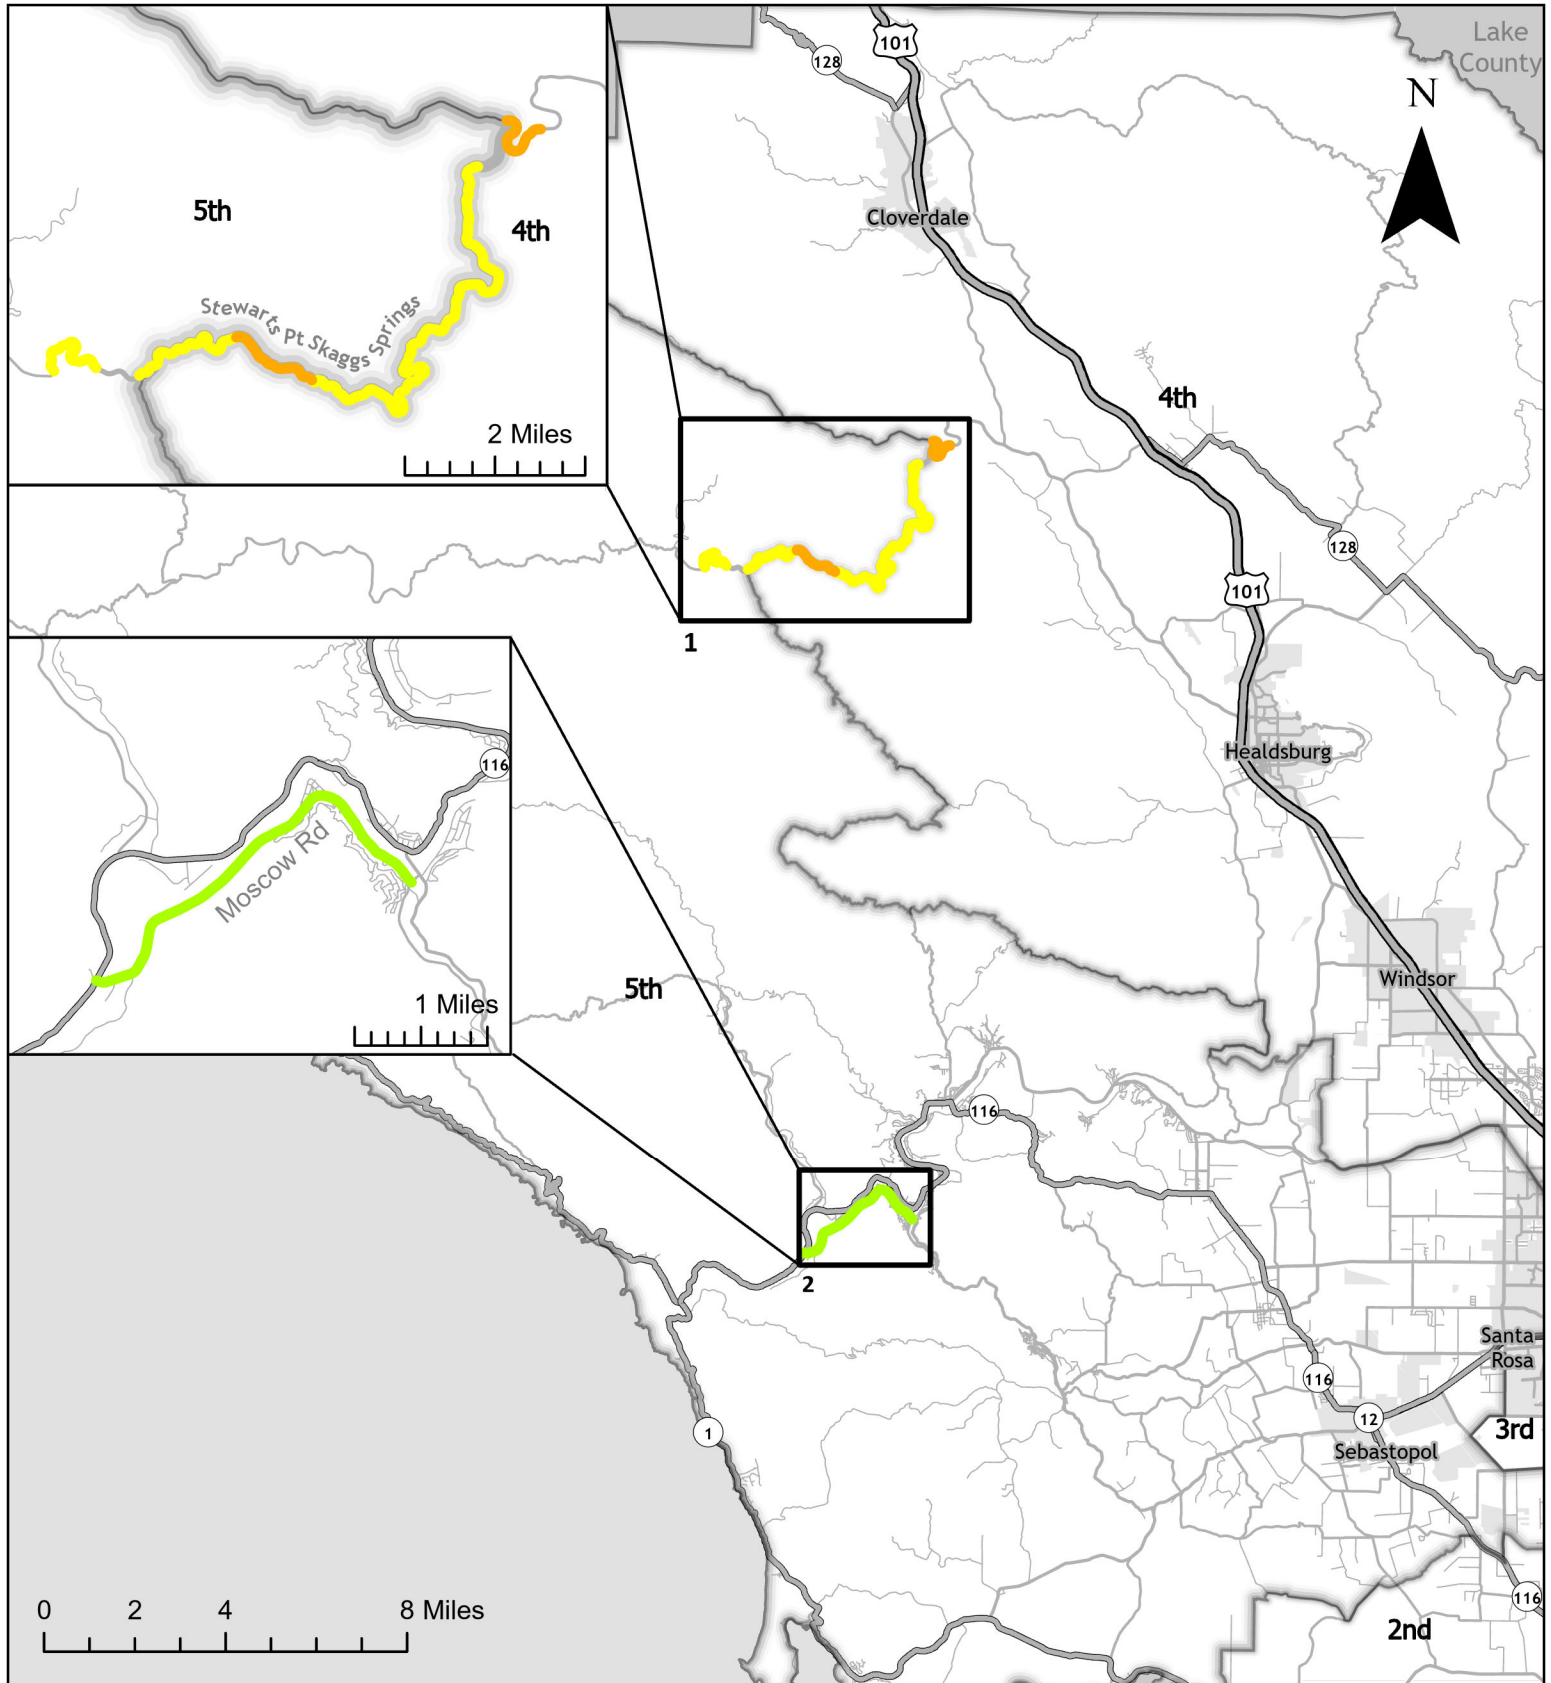 Lake
County
101
128
N
Cloverdale
5th
4th
Stewarts Pt Skaggs Springs
2 Miles
4th
128
101
1
Healdsburg
116
Moscow Rd
1 Miles
5th
Windsor
116
2
Santa
Rosa
116
12
3rd
Sebastopol
1
116
2nd
0 2 4 8 Miles